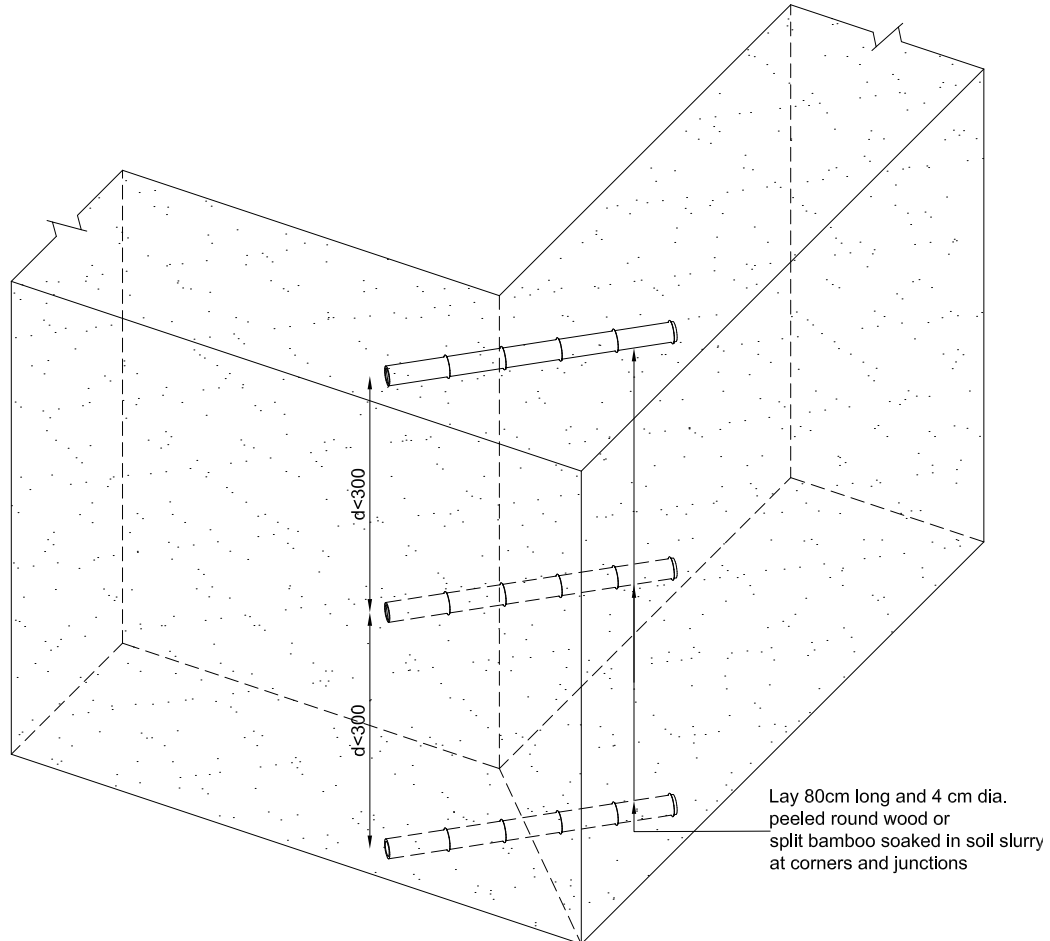 d<300
d<300
Lay 80cm long and 4 cm dia.
peeled round wood or
split bamboo soaked in soil slurry
at corners and junctions